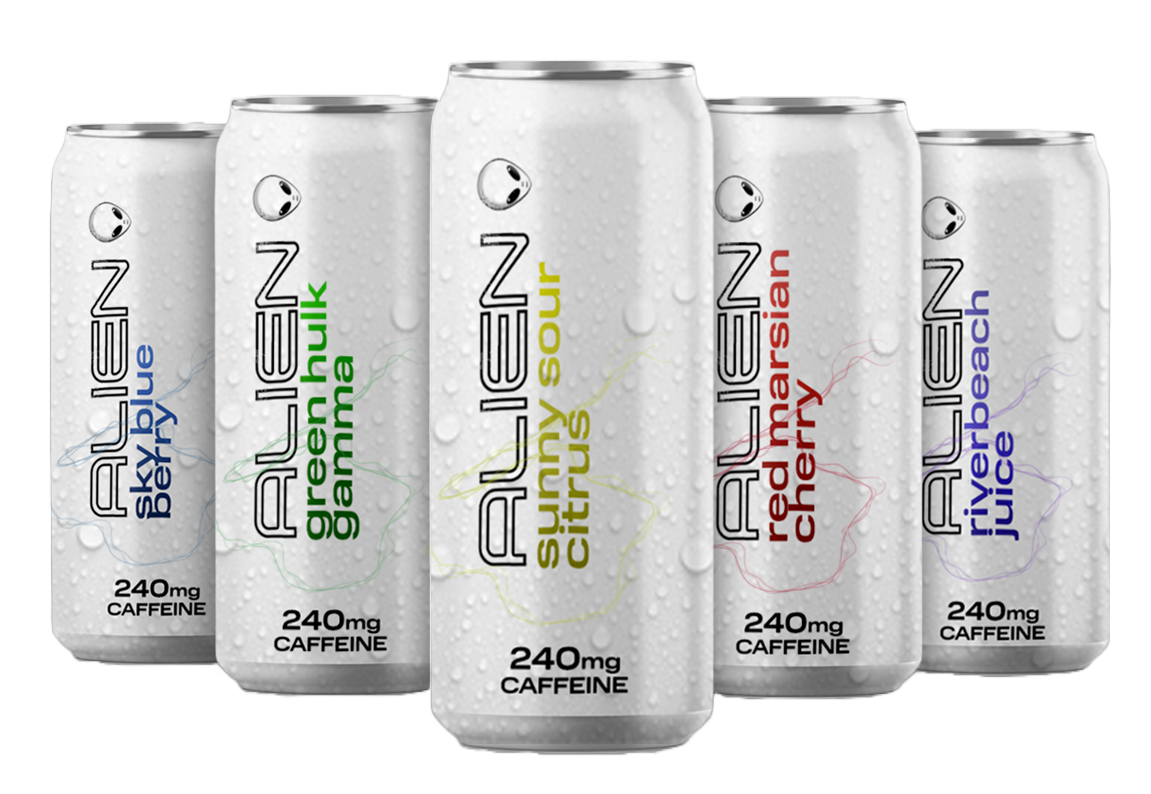 ALIEN
sky blue
berry
240mg
CAFFEINE
ALIEN
green hulk
gamma
240mg
CAFFEINE
ALIEN
sunny sour
citrus
240mg
CAFFEINE
ALIEN
red marsian
cherry
240mg
CAFFEINE
ALIEN
riverbeach
juice
240mg
CAFFEINE